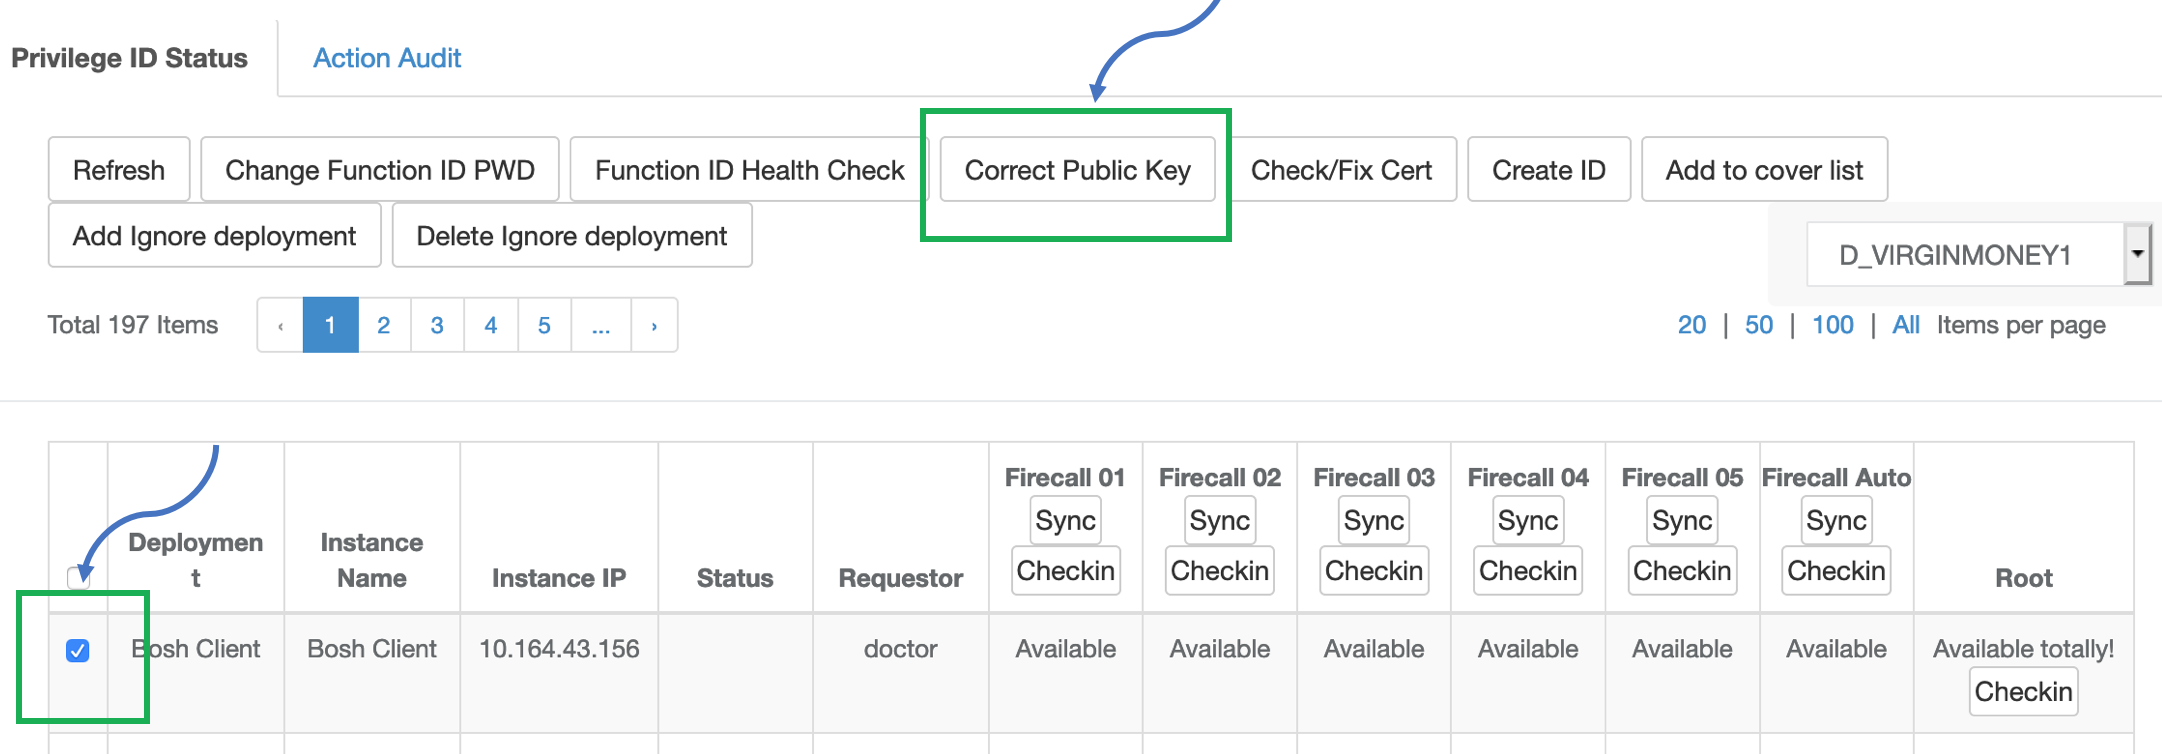 Privilege ID Status Action Audit
Refresh Change Function ID PWD Function ID Health Check Correct Public Key Check/Fix Cert Create ID Add to cover list
Add Ignore deployment Delete Ignore deployment
D_VIRGINMONEY1
Total 197 Items ‹ 1 2 3 4 5 ... › 20 | 50 | 100 | All Items per page
Firecall 01 Firecall 02 Firecall 03 Firecall 04 Firecall 05 Firecall Auto
Sync Sync Sync Sync Sync Sync
Deploymen Instance
Checkin Checkin Checkin Checkin Checkin Checkin
t Name Instance IP Status Requestor Root
Bosh Client Bosh Client 10.164.43.156 doctor Available Available Available Available Available Available Available totally!
Checkin